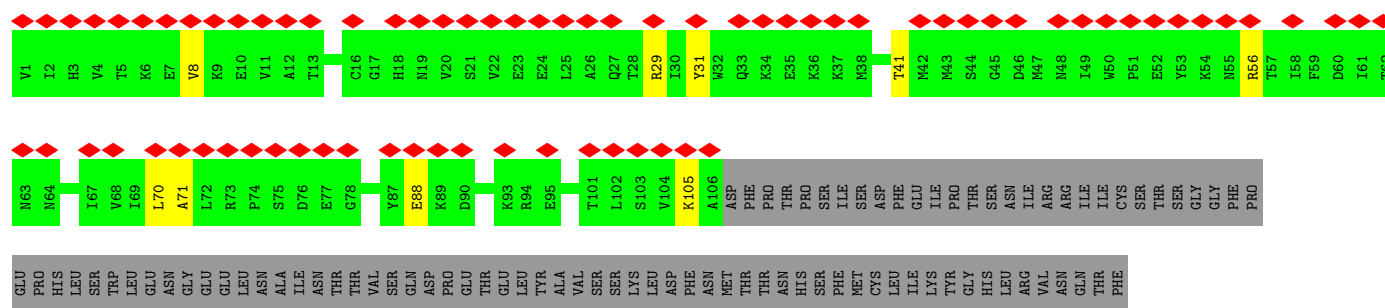 V1 I2 H3 V4 T5 K6 E7 V8 K9 E10 V11 A12 T13 C16 G17 H18 N19 V20 S21 V22 E23 E24 L25 A26 Q27 T28 R29 I30 Y31 W32 Q33 K34 E35 K36 K37 M38 T41 M42 M43 S44 G45 D46 M47 N48 I49 W50 P51 E52 Y53 K54 N55 R56 T57 I58 F59 D60 I61
N63 N64 I67 V68 I69 L70 A71 L72 R73 P74 S75 D76 E77 G78 Y87 E88 K89 D90 K93 R94 E95 T101 L102 S103 V104 K105 A106 ASP PHE PRO THR PRO SER ILE SER ASP PHE GLU ILE PRO THR SER ASN ILE ARG ARG ILE ILE CYS SER THR SER GLY GLY PHE PRO
GLU PRO HIS LEU SER TRP LEU GLU ASN GLY GLU GLU LEU ASN ALA ILE ASN THR THR VAL SER GLN ASP PRO GLU THR GLU LEU TYR ALA VAL SER SER LYS LEU ASP PHE ASN MET THR THR ASN HIS SER PHE MET CYS LEU ILE LYS TYR GLY HIS LEU ARG VAL ASN GLN THR PHE